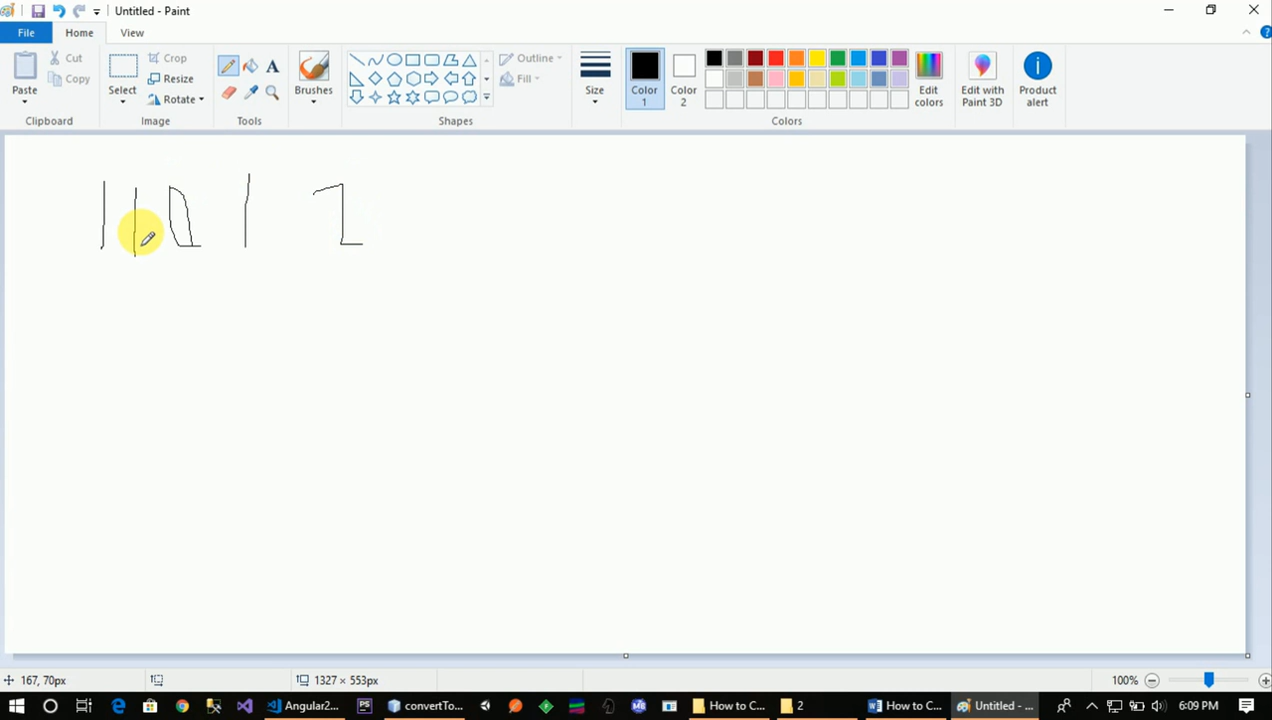 Untitled - Paint
File Home View
Paste
Cut
Copy
Clipboard
Select
Crop
Resize
Rotate
Image
Tools
Brushes
Shapes
Outline
Fill
Size
Color 1
Color 2
Edit colors
Colors
Edit with Paint 3D
Product alert
1101 2
167, 70px
1327 × 553px
100%
Angular2...
convertTo...
How to C...
2
How to C...
Untitled - ...
6:09 PM